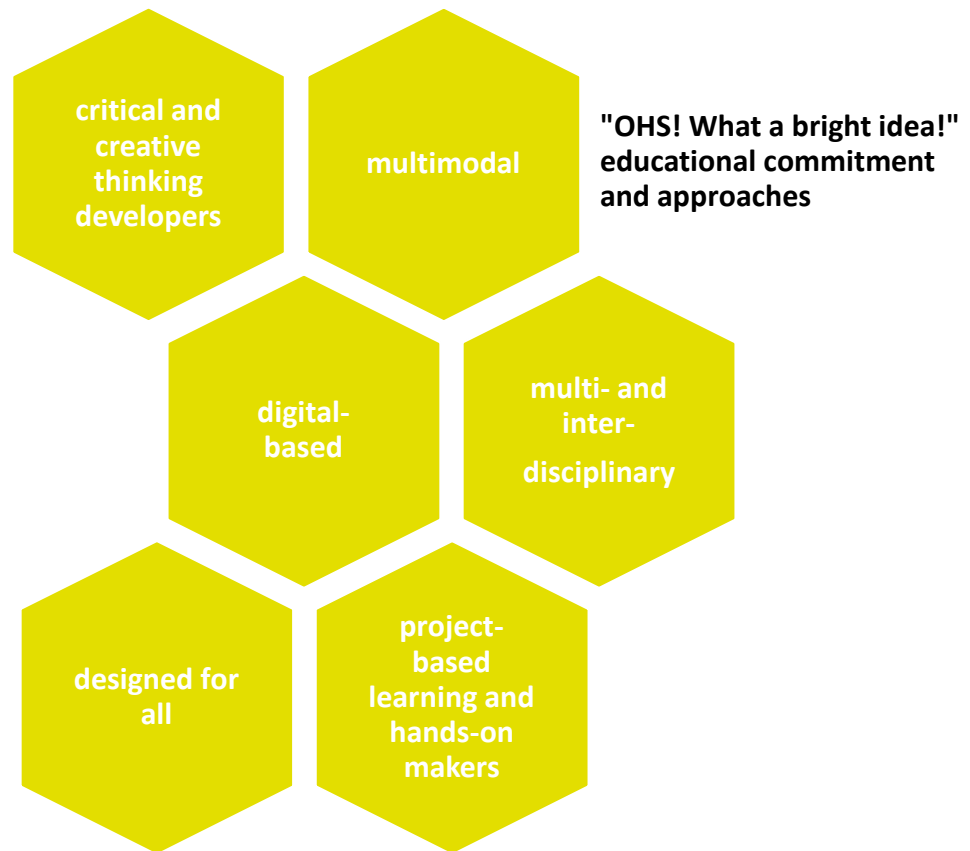 critical and
creative
thinking
developers
multimodal
"OHS! What a bright idea!"
educational commitment
and approaches
digital-
based
multi- and
inter-
disciplinary
designed for
all
project-
based
learning and
hands-on
makers